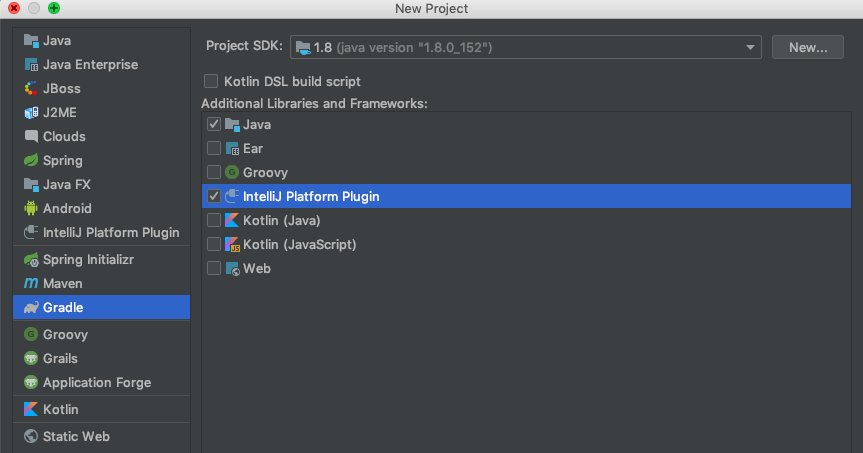 New Project
Java
Java Enterprise
JBoss
J2ME
Clouds
Spring
Java FX
Android
IntelliJ Platform Plugin
Spring Initializr
Maven
Gradle
Groovy
Grails
Application Forge
Kotlin
Static Web
Project SDK: 1.8 (java version "1.8.0_152") New...
Kotlin DSL build script
Additional Libraries and Frameworks:
Java
Ear
Groovy
IntelliJ Platform Plugin
Kotlin (Java)
Kotlin (JavaScript)
Web